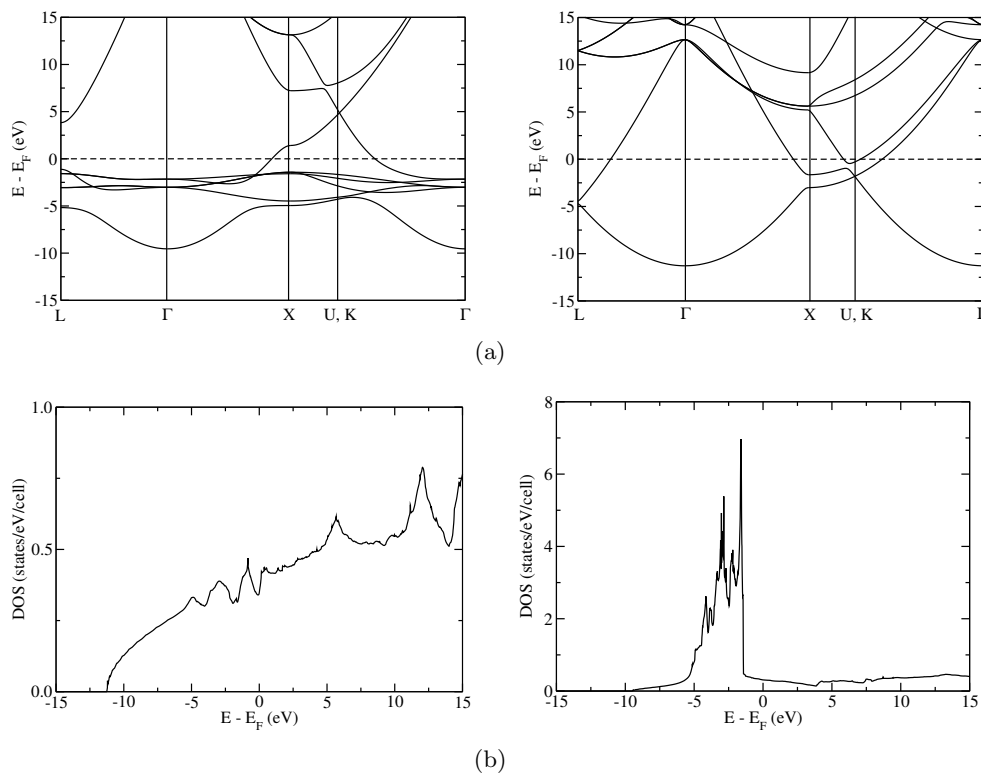 15 15
10 10
5 5
0 0
-5 -5
-10 -10
-15 -15
E - E_F (eV) E - E_F (eV)
L Γ X U, K Γ L Γ X U, K
(a)
1.0 8
6
0.5 4
2
0.0 0
DOS (states/eV/cell) DOS (states/eV/cell)
-15 -10 -5 0 5 10 15 -15 -10 -5 0 5 10 15
E - E_F (eV) E - E_F (eV)
(b)